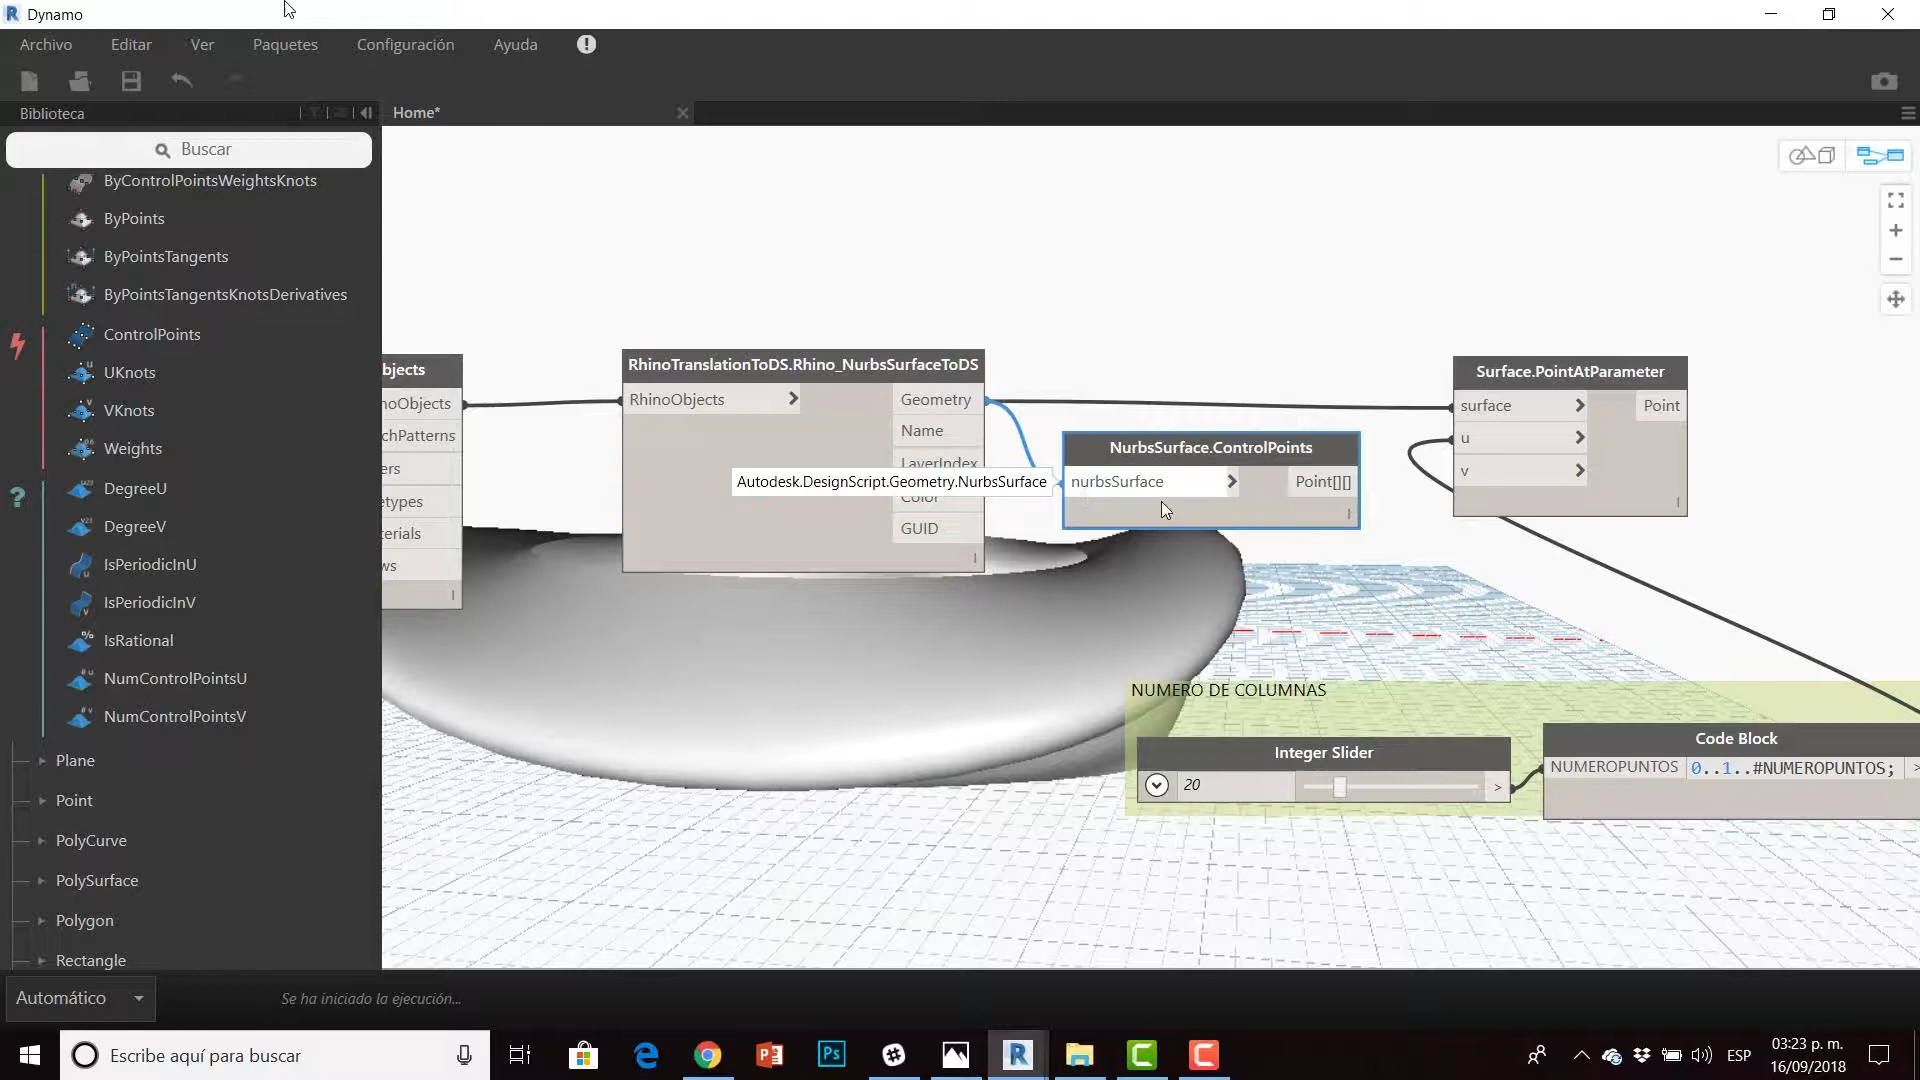 Dynamo
Archivo Editar Ver Paquetes Configuración Ayuda
Biblioteca
Home*
Buscar
ByControlPointsWeightsKnots
ByPoints
ByPointsTangents
ByPointsTangentsKnotsDerivatives
ControlPoints
UKnots
VKnots
Weights
DegreeU
DegreeV
IsPeriodicInU
IsPeriodicInV
IsRational
NumControlPointsU
NumControlPointsV
Plane
Point
PolyCurve
PolySurface
Polygon
Rectangle
bjects
noObjects
chPatterns
ers
etypes
erials
ws
RhinoTranslationToDS.Rhino_NurbsSurfaceToDS
RhinoObjects >
Geometry
Name
LayerIndex
Color
GUID
Autodesk.DesignScript.Geometry.NurbsSurface
NurbsSurface.ControlPoints
nurbsSurface > Point[][]
Surface.PointAtParameter
surface > Point
u >
v >
NUMERO DE COLUMNAS
Integer Slider
20 >
Code Block
NUMEROPUNTOS 0..1..#NUMEROPUNTOS; >
Automático
Se ha iniciado la ejecución...
Escribe aquí para buscar
ESP
03:23 p. m.
16/09/2018